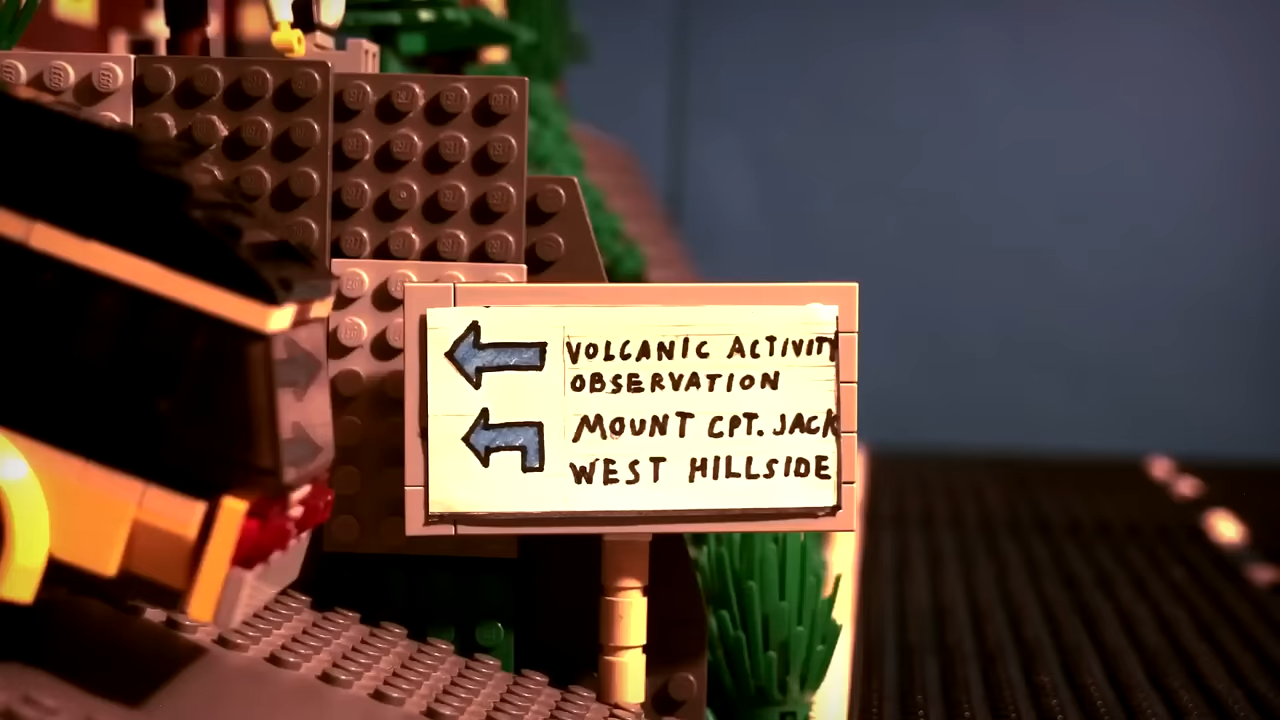 VOLCANIC ACTIVITY
OBSERVATION
MOUNT CPT. JACK
WEST HILLSIDE